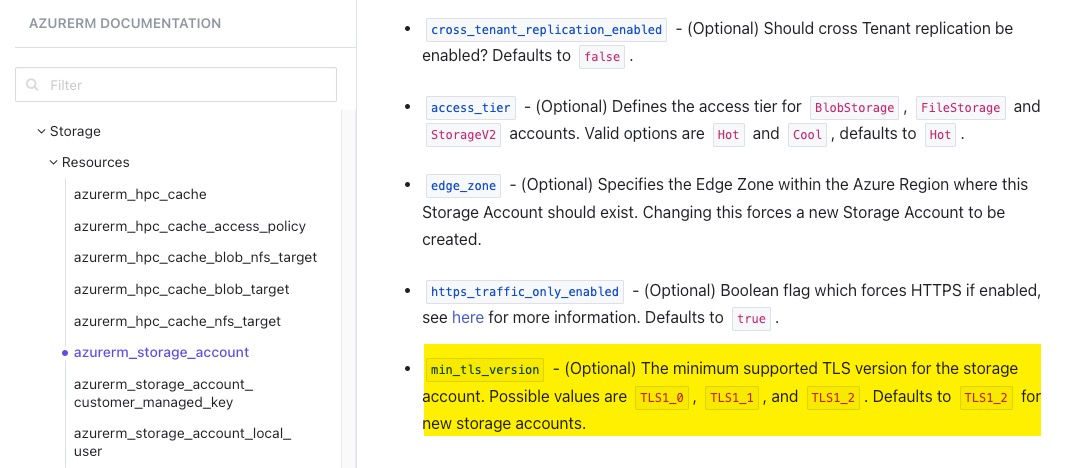 AZURERM DOCUMENTATION
Filter
Storage
Resources
azurerm_hpc_cache
azurerm_hpc_cache_access_policy
azurerm_hpc_cache_blob_nfs_target
azurerm_hpc_cache_blob_target
azurerm_hpc_cache_nfs_target
azurerm_storage_account
azurerm_storage_account_
customer_managed_key
azurerm_storage_account_local_
user
cross_tenant_replication_enabled - (Optional) Should cross Tenant replication be
enabled? Defaults to false .
access_tier - (Optional) Defines the access tier for BlobStorage , FileStorage and
StorageV2 accounts. Valid options are Hot and Cool , defaults to Hot .
edge_zone - (Optional) Specifies the Edge Zone within the Azure Region where this
Storage Account should exist. Changing this forces a new Storage Account to be
created.
https_traffic_only_enabled - (Optional) Boolean flag which forces HTTPS if enabled,
see here for more information. Defaults to true .
min_tls_version - (Optional) The minimum supported TLS version for the storage
account. Possible values are TLS1_0 , TLS1_1 , and TLS1_2 . Defaults to TLS1_2 for
new storage accounts.